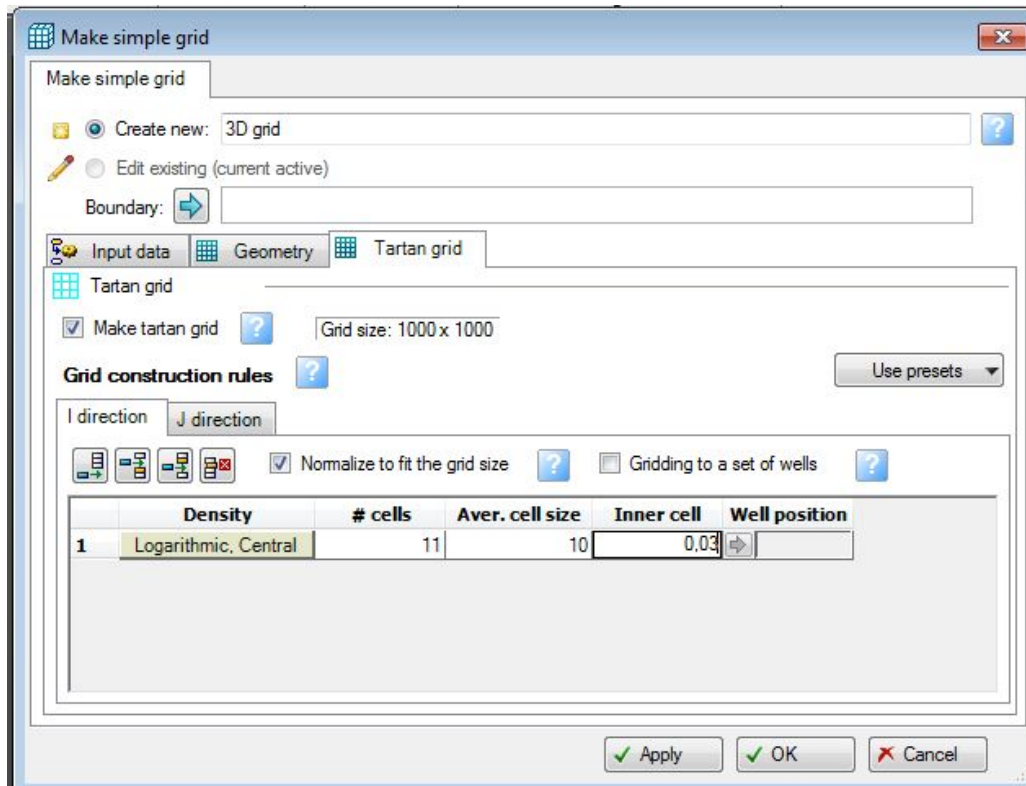 Make simple grid
Make simple grid
Create new: 3D grid
Edit existing (current active)
Boundary:
Input data Geometry Tartan grid
Tartan grid
Make tartan grid Grid size: 1000 x 1000
Grid construction rules Use presets
I direction J direction
Normalize to fit the grid size Gridding to a set of wells
Density # cells Aver. cell size Inner cell Well position
1 Logarithmic, Central 11 10 0,03
Apply OK Cancel